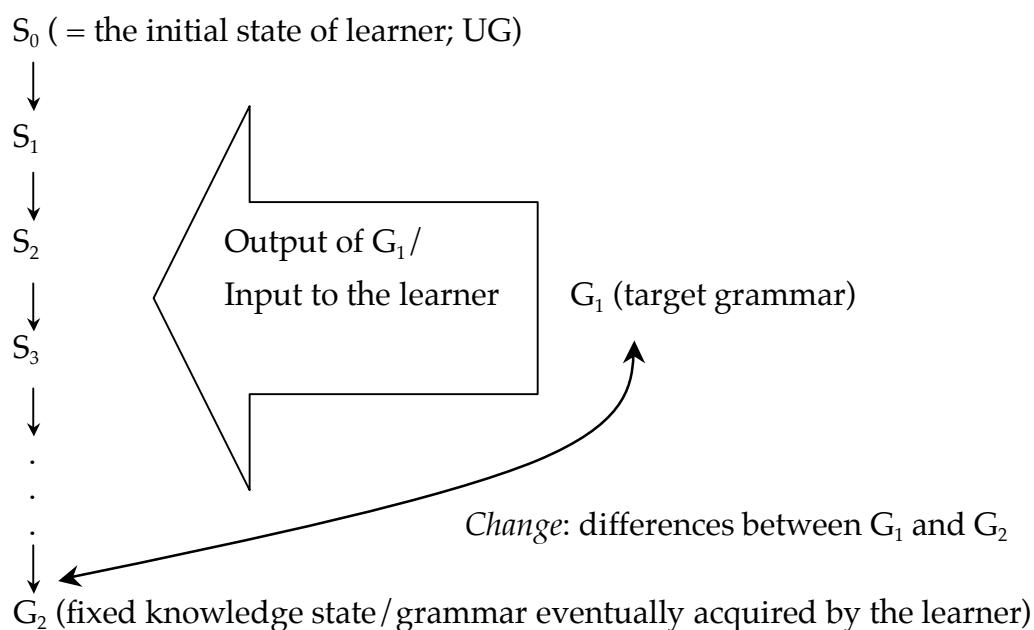 S₀ ( = the initial state of learner; UG)
S₁
S₂
Output of G₁/
Input to the learner
G₁ (target grammar)
S₃
.
.
.
Change: differences between G₁ and G₂
G₂ (fixed knowledge state/grammar eventually acquired by the learner)